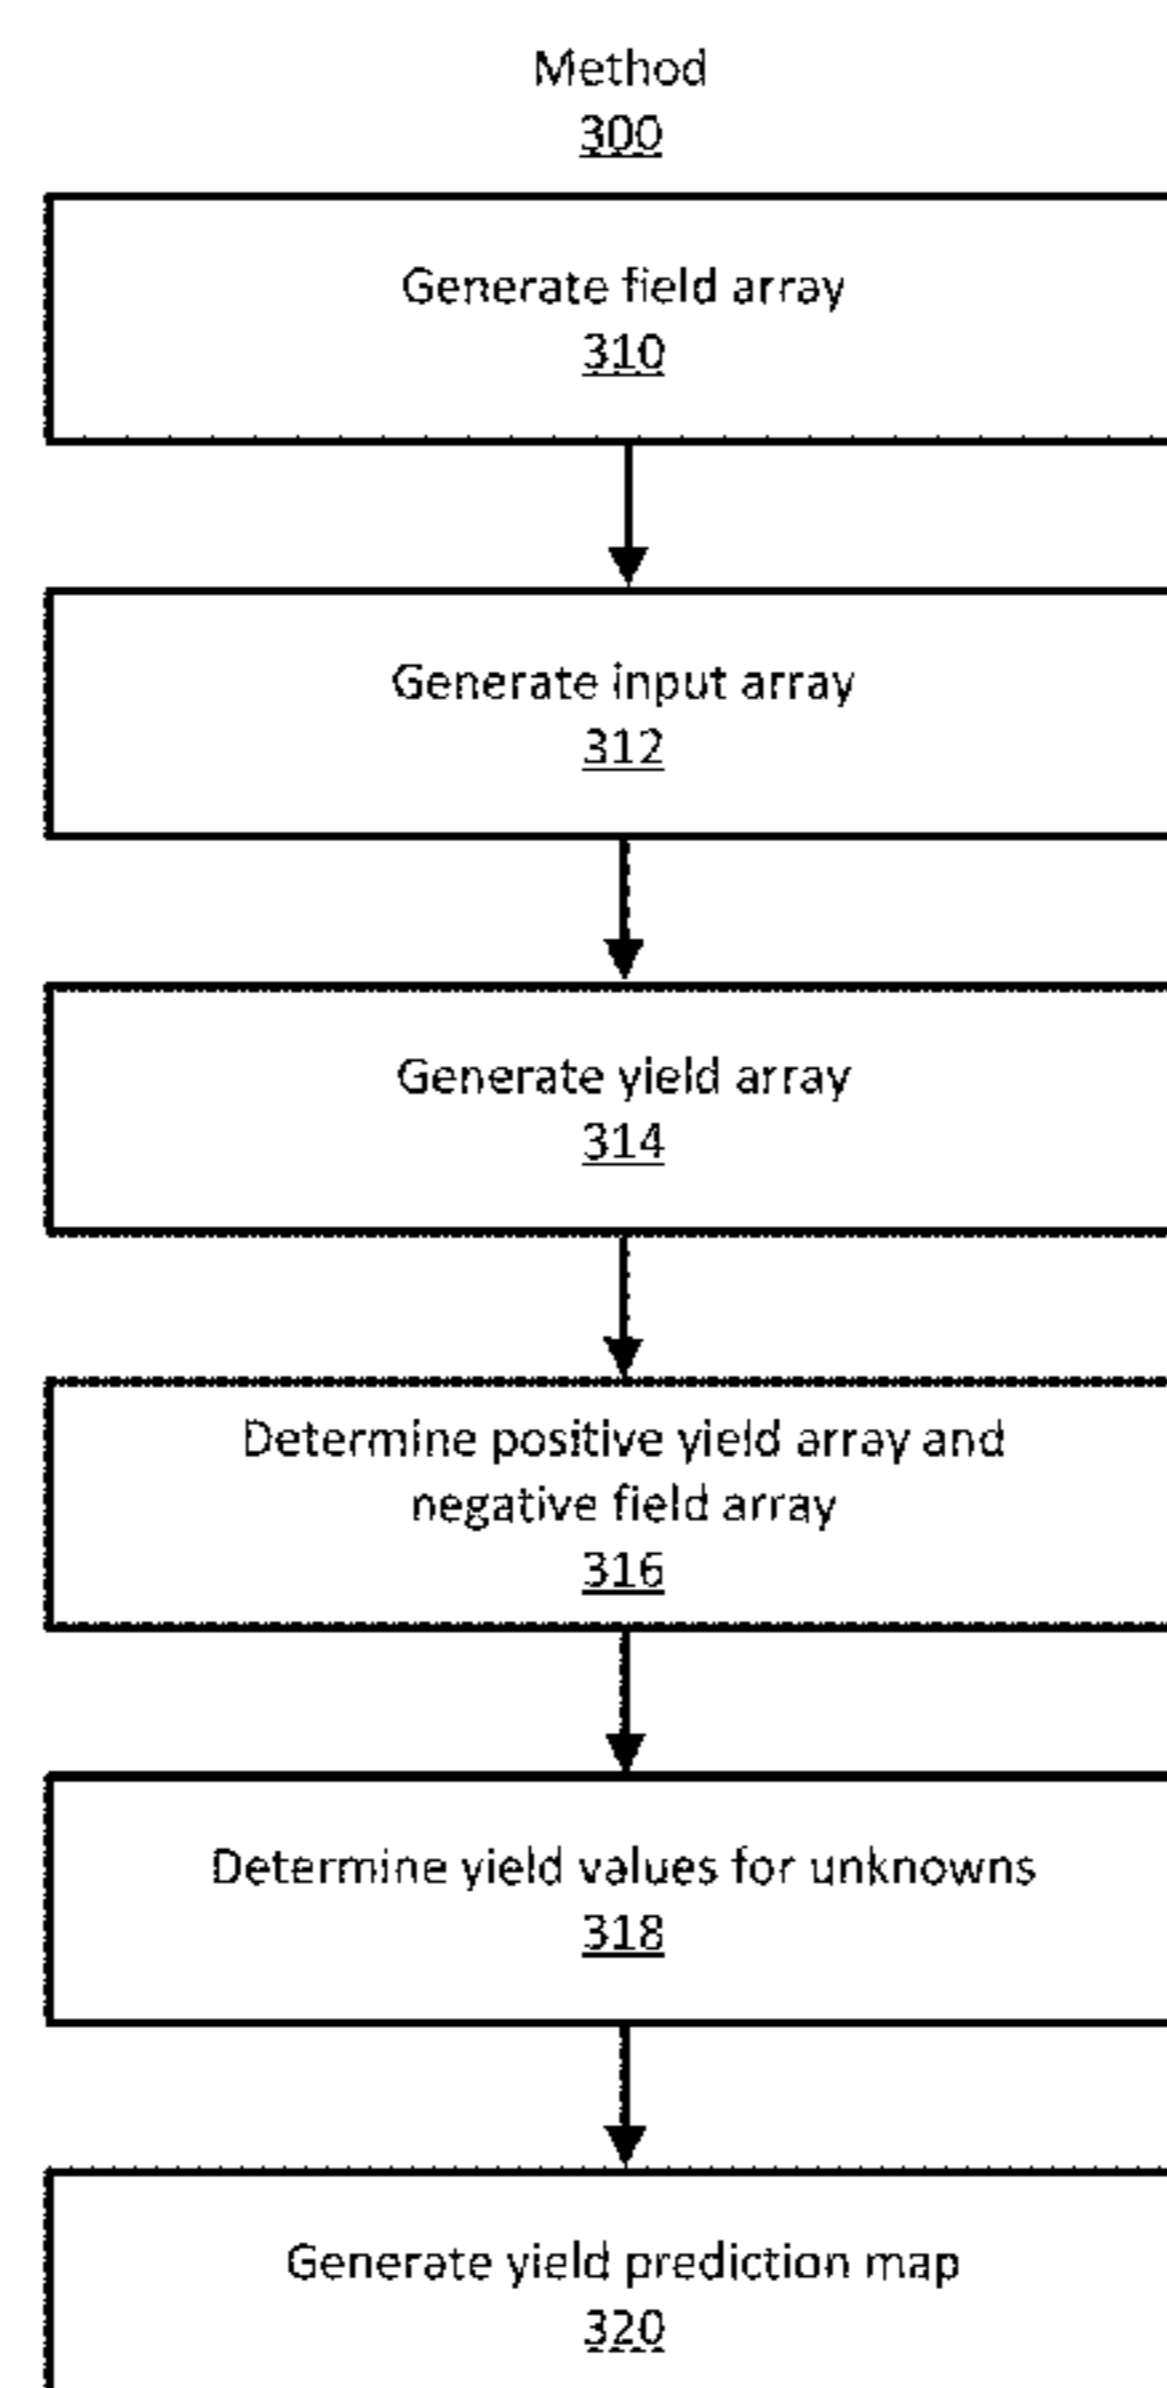 Method
300
Generate field array
310
Generate input array
312
Generate yield array
314
Determine positive yield array and
negative field array
316
Determine yield values for unknowns
318
Generate yield prediction map
320